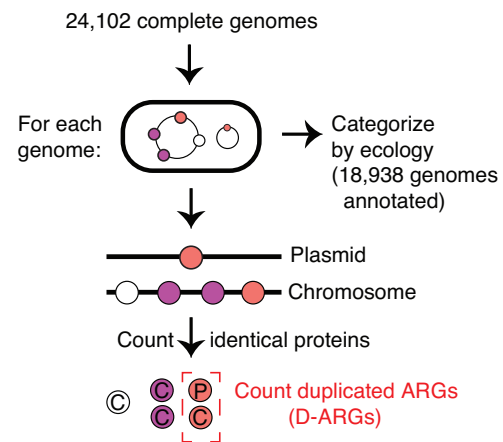 24,102 complete genomes
For each
genome:
Categorize
by ecology
(18,938 genomes
annotated)
Plasmid
Chromosome
Count identical proteins
C
C
C
P
C
Count duplicated ARGs
(D-ARGs)